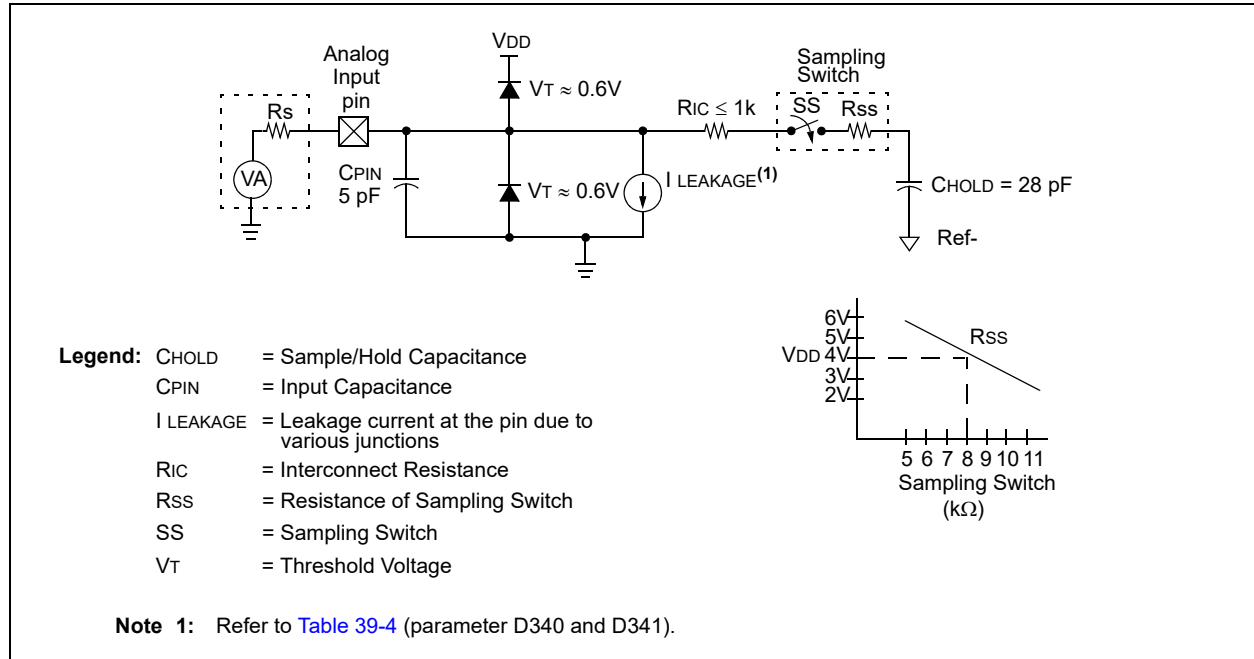 VDD
Analog
Input
pin
Sampling
Switch
VT ≈ 0.6V
Rs
RIC ≤ 1k
SS
Rss
VA
CPIN
5 pF
VT ≈ 0.6V
I LEAKAGE(1)
CHOLD = 28 pF
Ref-
6V
5V
VDD 4V
3V
2V
RSS
5 6 7 8 9 10 11
Sampling Switch
(kΩ)
Legend: CHOLD = Sample/Hold Capacitance
CPIN = Input Capacitance
I LEAKAGE = Leakage current at the pin due to
various junctions
RIC = Interconnect Resistance
RSS = Resistance of Sampling Switch
SS = Sampling Switch
VT = Threshold Voltage
Note 1: Refer to Table 39-4 (parameter D340 and D341).